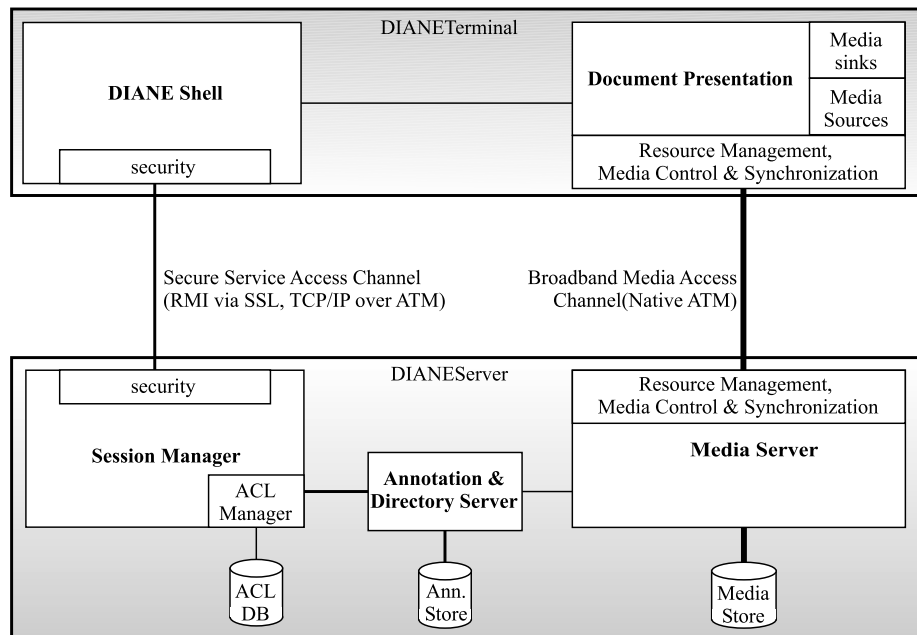 DIANETerminal
DIANE Shell
security
Document Presentation
Media
sinks
Media
Sources
Resource Management,
Media Control & Synchronization
Secure Service Access Channel
(RMI via SSL, TCP/IP over ATM)
Broadband Media Access
Channel(Native ATM)
DIANEServer
security
Session Manager
ACL
Manager
Annotation &
Directory Server
Resource Management,
Media Control & Synchronization
Media Server
ACL
DB
Ann.
Store
Media
Store